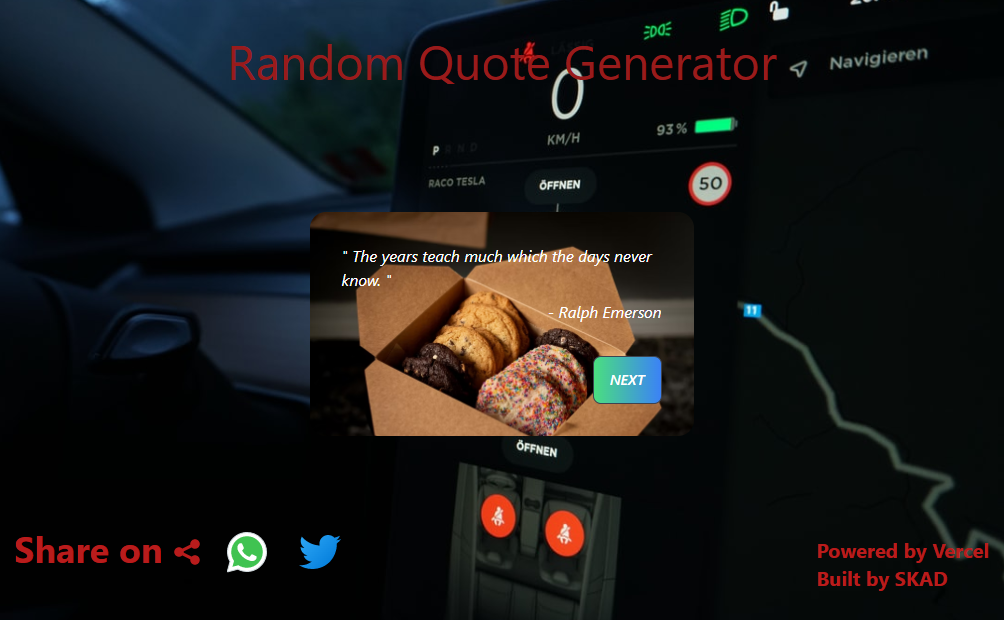 Random Quote Generator
0
KM/H
93 %
P R N D
RACO TESLA
ÖFFNEN
50
Navigieren
" The years teach much which the days never
know. "
- Ralph Emerson
NEXT
11
ÖFFNEN
Share on
Powered by Vercel
Built by SKAD